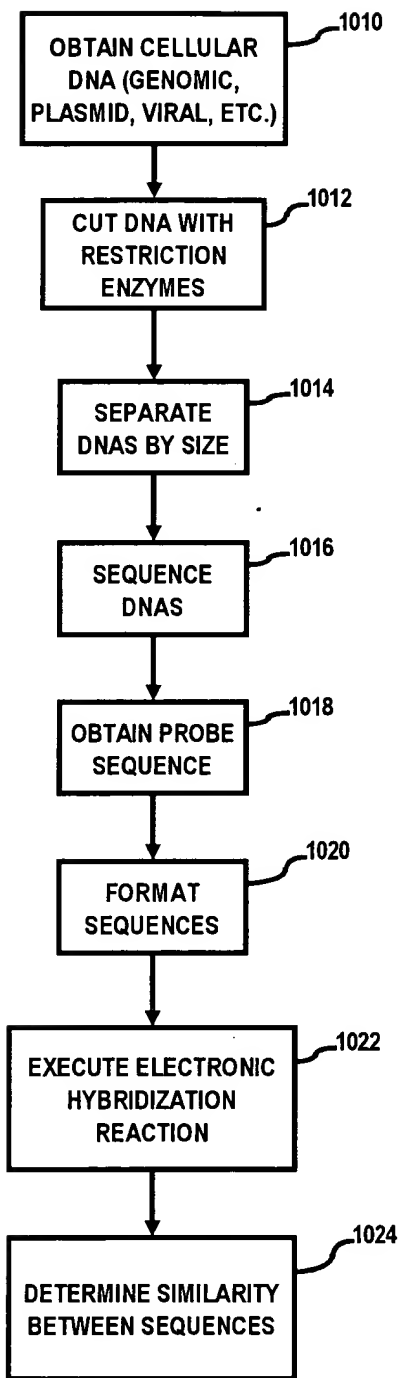 1010
OBTAIN CELLULAR
DNA (GENOMIC,
PLASMID, VIRAL, ETC.)
1012
CUT DNA WITH
RESTRICTION
ENZYMES
1014
SEPARATE
DNAS BY SIZE
1016
SEQUENCE
DNAS
1018
OBTAIN PROBE
SEQUENCE
1020
FORMAT
SEQUENCES
1022
EXECUTE ELECTRONIC
HYBRIDIZATION
REACTION
1024
DETERMINE SIMILARITY
BETWEEN SEQUENCES